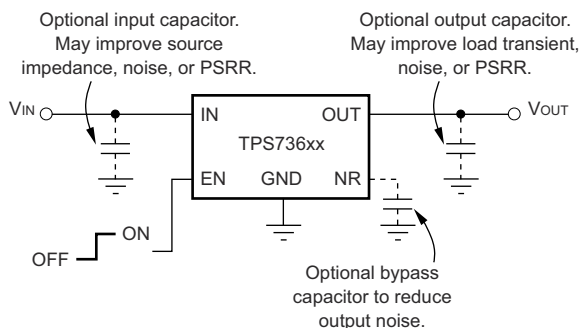 Optional input capacitor.
May improve source
impedance, noise, or PSRR.
Optional output capacitor.
May improve load transient,
noise, or PSRR.
VIN
IN
OUT
VOUT
TPS736xx
EN
GND
NR
ON
OFF
Optional bypass
capacitor to reduce
output noise.